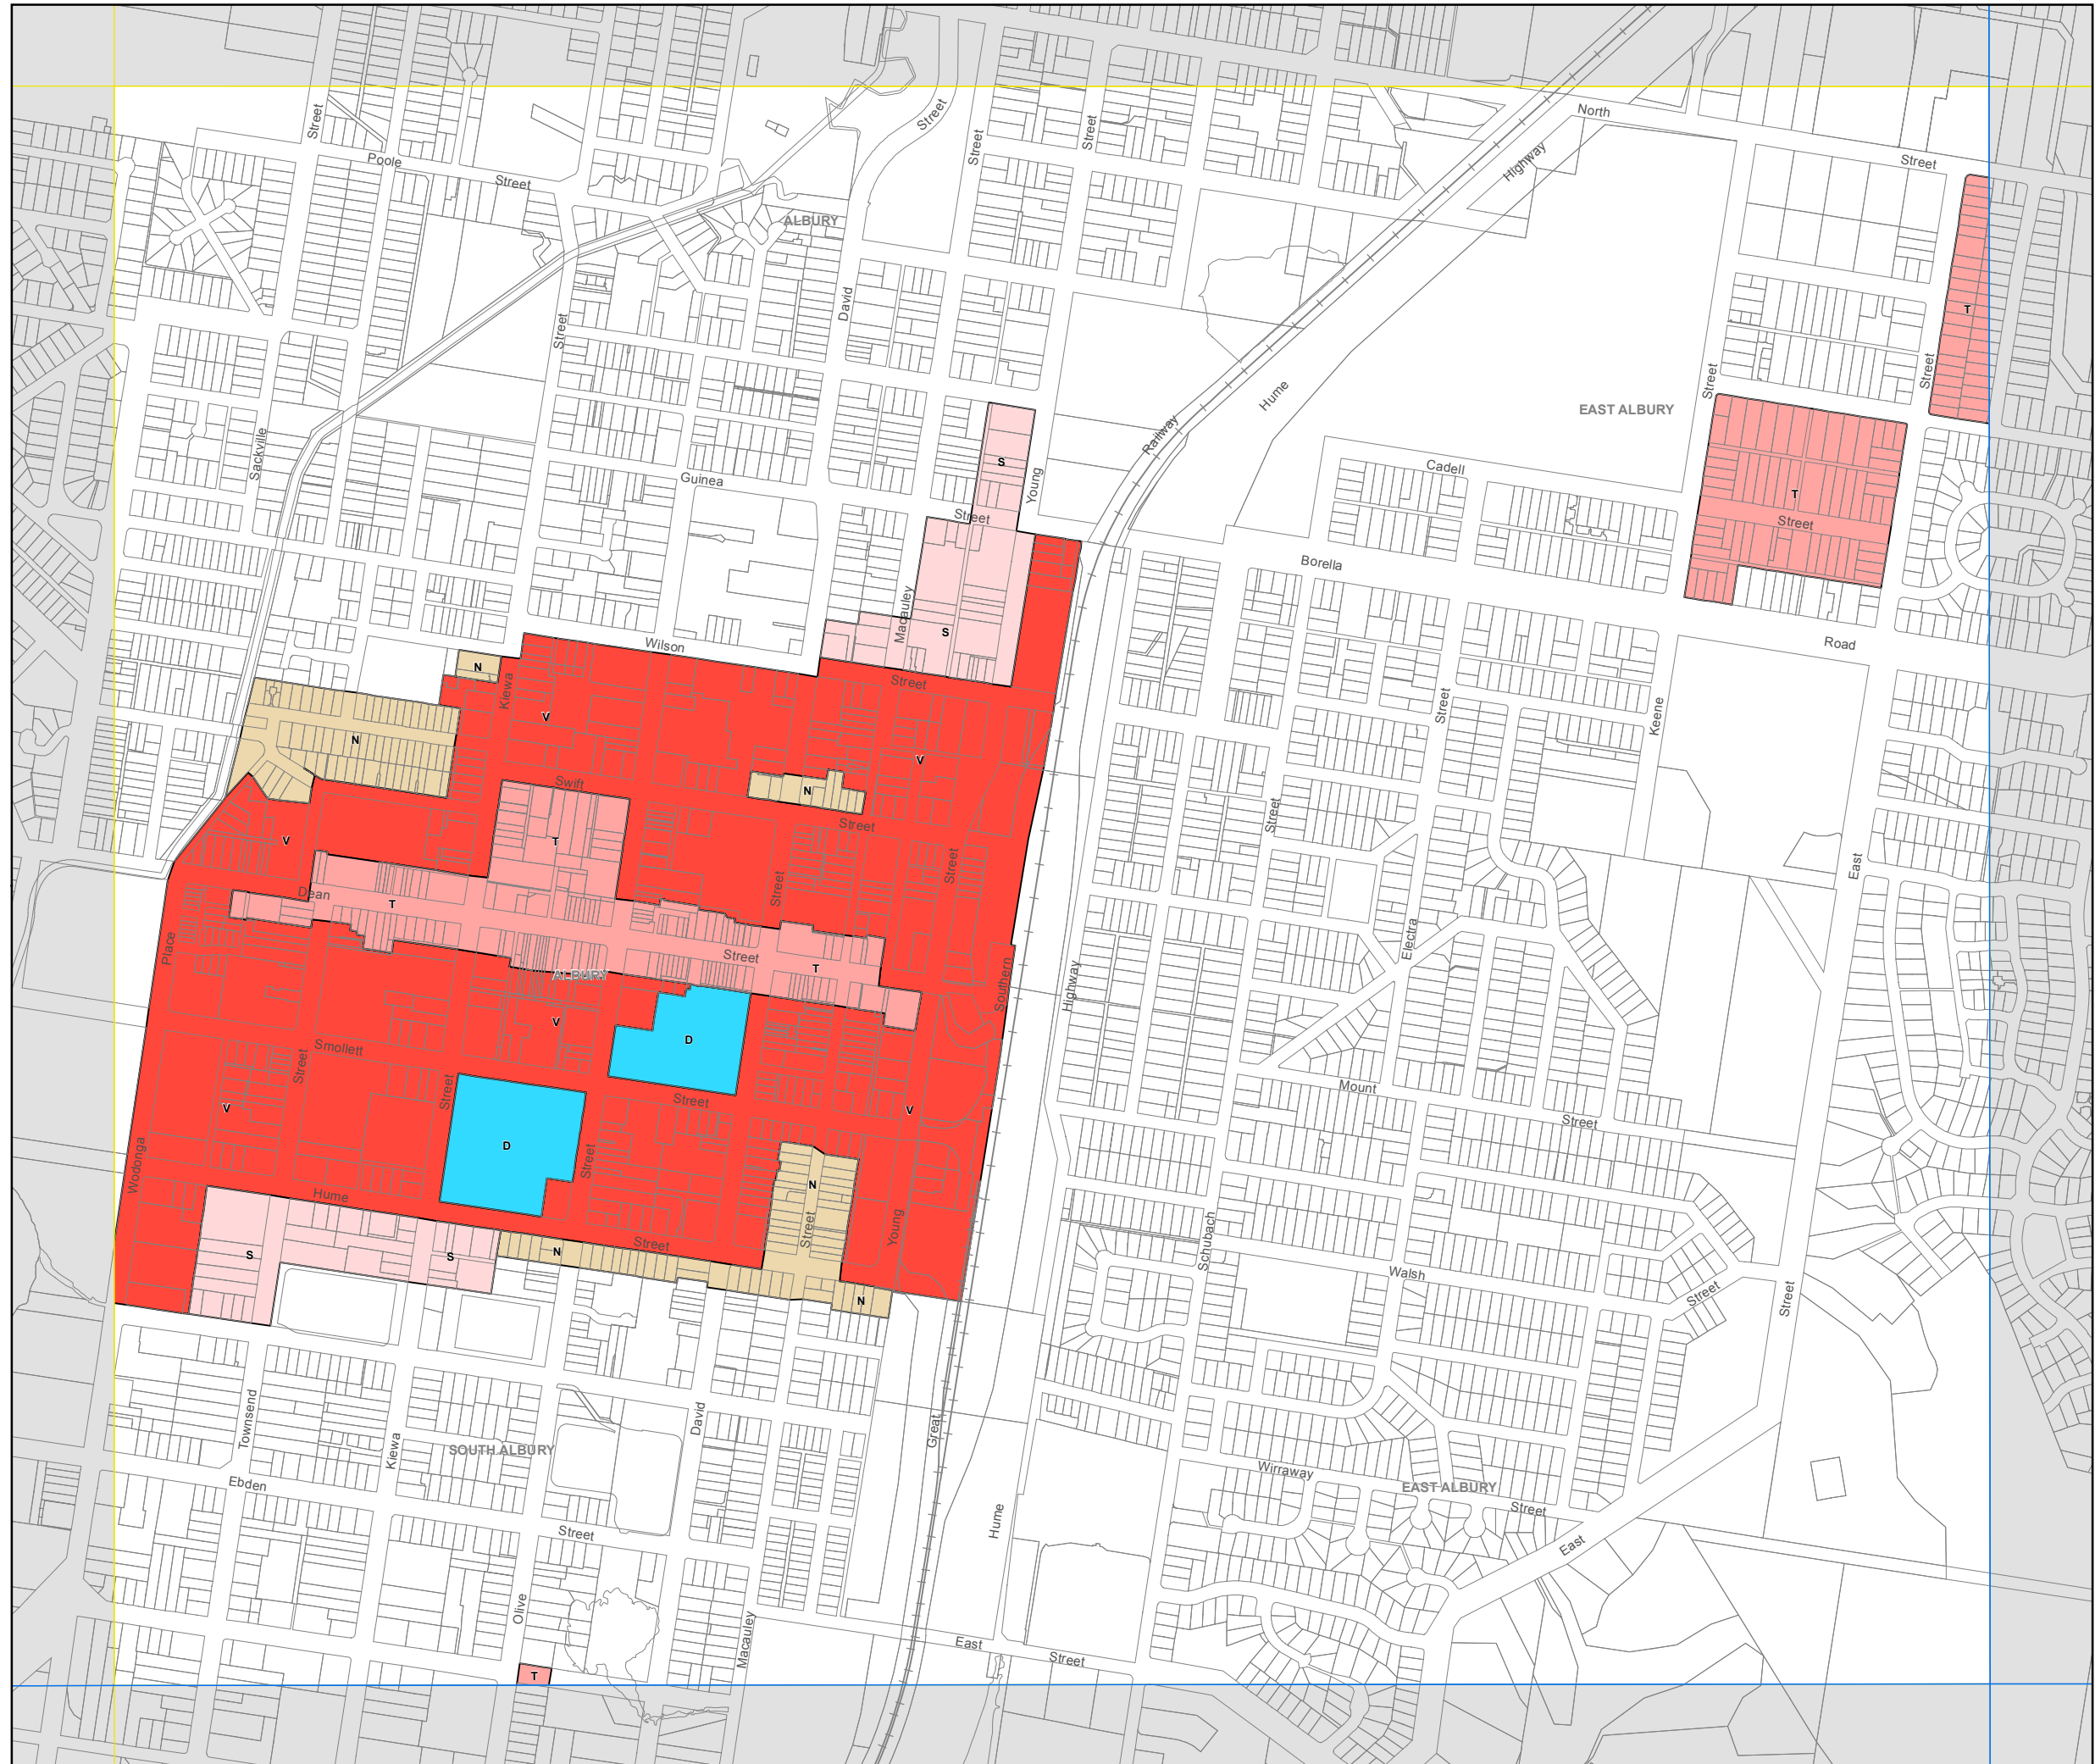 North
Street
Street
Street
Street
Street
Highway
Poole
Street
ALBURY
T
David
Street
Hume
Street
Street
EAST ALBURY
Railway
Sackville
S
Cadell
Guinea
Young
T
Street
Street
Borella
Macauley
S
Wilson
Road
N
Street
Kiewa
V
Street
Keene
N
V
Swift
N
Street
Street
V
T
Street
East
Street
Dean
T
Electra
Place
Street
T
ALBURY
Southern
Highway
V
D
Smollett
Street
Street
Mount
Street
V
V
Street
D
Street
Wodonga
N
Hume
Street
Young
Schubach
Street
S
S
N
Walsh
Street
Street
N
Townsend
David
Great
Kiewa
SOUTH ALBURY
Wirraway
Ebden
EAST ALBURY
Street
Hume
Street
East
Olive
Macauley
East
Street
T